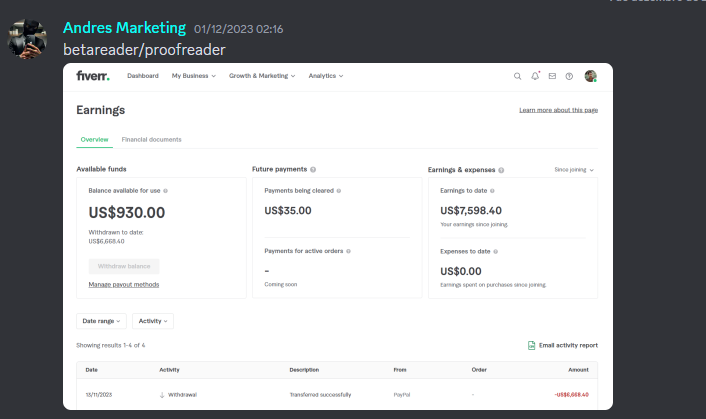 Andres Marketing 01/12/2023 02:16
betareader/proofreader
fiverr. Dashboard My Business Growth & Marketing Analytics
Earnings
Learn more about this page
Overview Financial documents
Available funds
Balance available for use
US$930.00
Withdrawn to date:
US$6,668.40
Withdraw balance
Manage payout methods
Future payments
Payments being cleared
US$35.00
Payments for active orders
-
Coming soon
Earnings & expenses
Since joining
Earnings to date
US$7,598.40
Your earnings since joining.
Expenses to date
US$0.00
Earnings spent on purchases since joining.
Date range Activity
Showing results 1-4 of 4
Email activity report
Date Activity Description From Order Amount
13/11/2023 Withdrawal Transferred successfully PayPal - -US$6,668.40